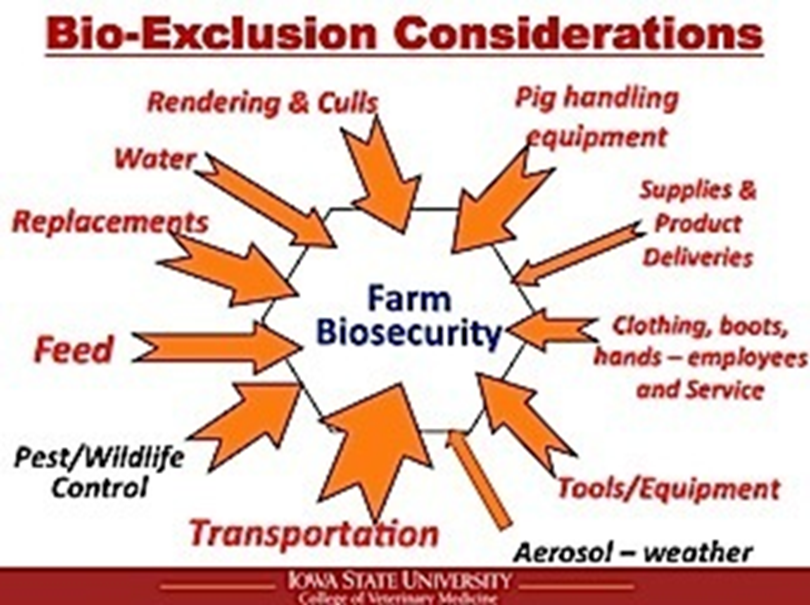 Bio-Exclusion Considerations
Rendering & Culls
Pig handling
equipment
Water
Supplies &
Product
Deliveries
Replacements
Farm
Biosecurity
Feed
Clothing, boots,
hands – employees
and Service
Pest/Wildlife
Control
Tools/Equipment
Transportation
Aerosol – weather
IOWA STATE UNIVERSITY
College of Veterinary Medicine